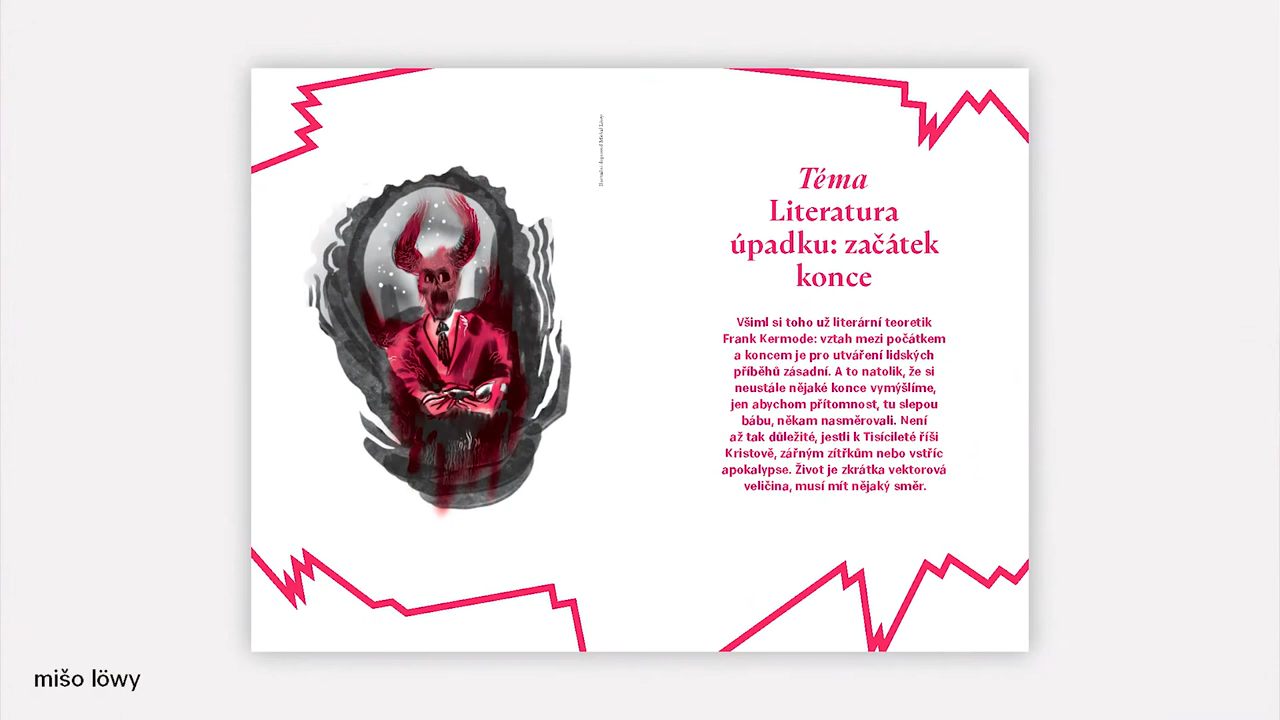 Michal Löwy
Téma
Literatura
úpadku: začátek
konce
Všiml si toho už literární teoretik
Frank Kermode: vztah mezi počátkem
a koncem je pro utváření lidských
příběhů zásadní. A to natolik, že si
neustále nějaké konce vymýšlíme,
jen abychom přítomnost, tu slepou
bábu, někam nasměrovali. Není
až tak důležité, jestli k Tisícileté říši
Kristově, zářným zítřkům nebo vstříc
apokalypse. Život je zkrátka vektorová
veličina, musí mít nějaký směr.
mišo löwy